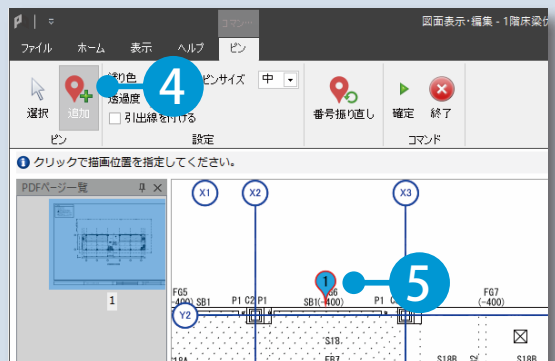 コマン…
図面表示・編集 - 1階床梁伏
ファイル ホーム 表示 ヘルプ ピン
塗り色 ピンサイズ 中
透過度
引出線を付ける
選択 追加 番号振り直し 確定 終了
ピン 設定 コマンド
4
クリックで描画位置を指定してください。
PDFページ一覧
X1 X2 X3
1
5
FG5 FG6 FG7
(-400) SB1 P1 C2 P1 SB1(-400) P1 (-400)
1
Y2
S18
S18A FB7 S18B S18B